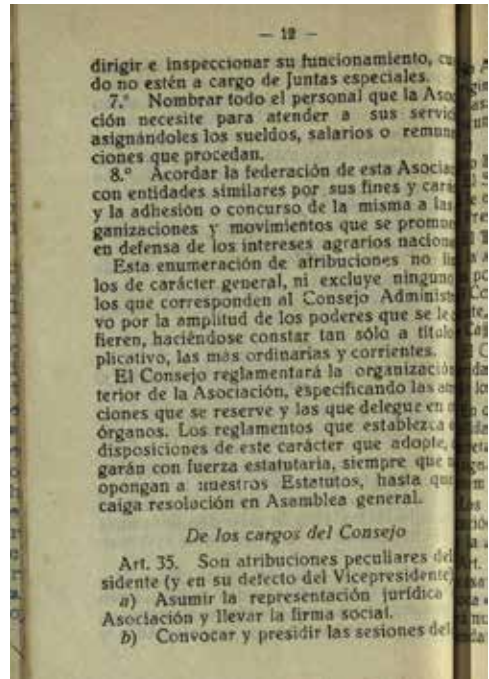 — 12 —
dirigir e inspeccionar su funcionamiento, cu
do no estén a cargo de Juntas especiales.
7.º Nombrar todo el personal que la Aso
ción necesite para atender a sus servic
asignándoles los sueldos, salarios o remun
ciones que procedan.
8.º Acordar la federación de esta Asocia
con entidades similares por sus fines y cará
y la adhesión o concurso de la misma a las
ganizaciones y movimientos que se promue
en defensa de los intereses agrarios nacion
Esta enumeración de atribuciones no li
los de carácter general, ni excluye ninguno
los que corresponden al Consejo Administ
vo por la amplitud de los poderes que se le
fieren, haciéndose constar tan sólo a título
plicativo, las más ordinarias y corrientes.
El Consejo reglamentará la organizació
terior de la Asociación, especificando las at
ciones que se reserve y las que delegue en
órganos. Los reglamentos que establezca
disposiciones de este carácter que adopte,
garán con fuerza estatutaria, siempre que
opongan a nuestros Estatutos, hasta que
caiga resolución en Asamblea general.
De los cargos del Consejo
Art. 35. Son atribuciones peculiares del
sidente (y en su defecto del Vicepresidente)
a) Asumir la representación jurídica
Asociación y llevar la firma social.
b) Convocar y presidir las sesiones del